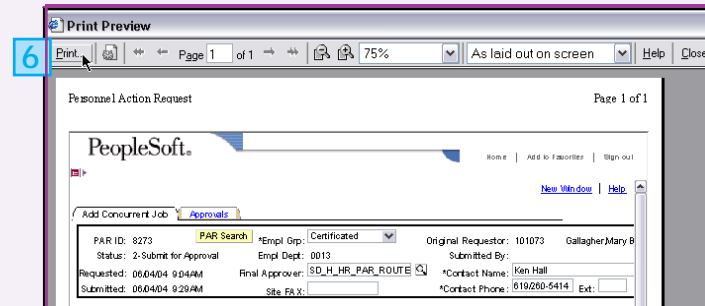 Print Preview
6 Print... Page 1 of 1 75% As laid out on screen Help Close
Personnel Action Request Page 1 of 1
PeopleSoft.
Home | Add to Favorites | Sign out
New Window | Help
Add Concurrent Job Approvals
PAR ID: 8273 PAR Search *Empl Grp: Certificated Original Requestor: 101073 Gallagher,Mary B
Status: 2-Submit for Approval Empl Dept: 0013 Submitted By:
Requested: 06/04/04 9:04AM Final Approver: SD_H_HR_PAR_ROUTE *Contact Name: Ken Hall
Submitted: 06/04/04 9:29AM Site FAX: *Contact Phone: 619/260-5414 Ext: